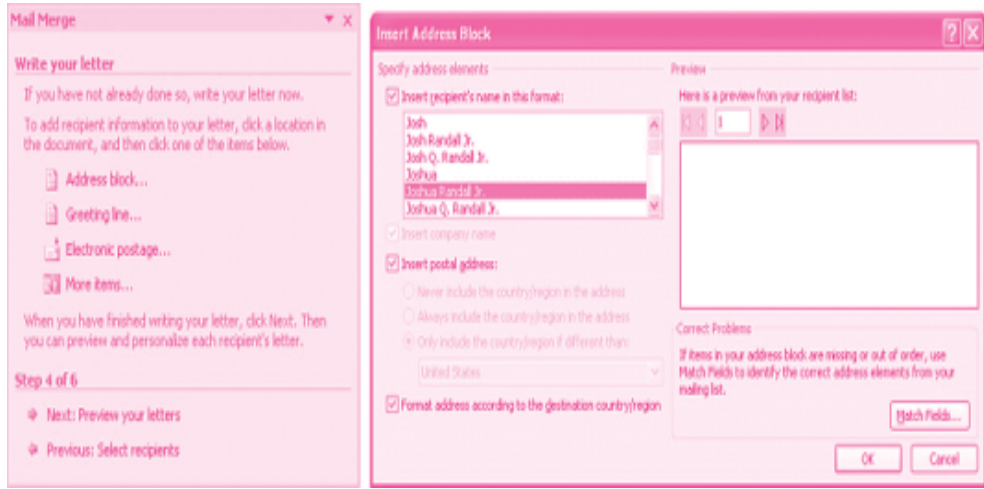 Mail Merge
Write your letter
If you have not already done so, write your letter now.
To add recipient information to your letter, click a location in
the document, and then click one of the items below.
Address block...
Greeting line...
Electronic postage...
More items...
When you have finished writing your letter, click Next. Then
you can preview and personalize each recipient's letter.
Step 4 of 6
Next: Preview your letters
Previous: Select recipients
Insert Address Block
Specify address elements
Insert recipient's name in this format:
Josh
Josh Randall Jr.
Josh Q. Randall Jr.
Joshua
Joshua Randall Jr.
Joshua Q. Randall Jr.
Insert company name
Insert postal address:
Never include the country/region in the address
Always include the country/region in the address
Only include the country/region if different than:
United States
Format address according to the destination country/region
Preview
Here is a preview from your recipient list:
1
Correct Problems
If items in your address block are missing or out of order, use
Match Fields to identify the correct address elements from your
mailing list.
Match Fields...
OK Cancel